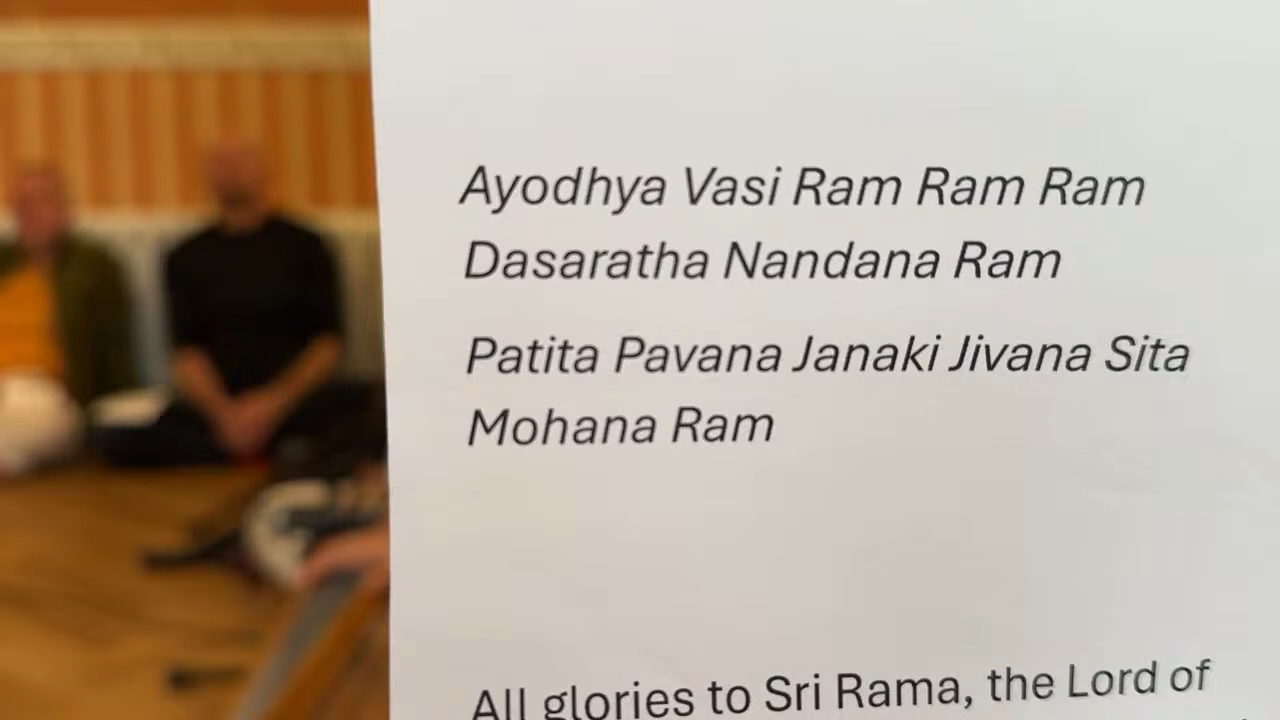 Ayodhya Vasi Ram Ram Ram
Dasaratha Nandana Ram
Patita Pavana Janaki Jivana Sita
Mohana Ram
All glories to Sri Rama, the Lord of